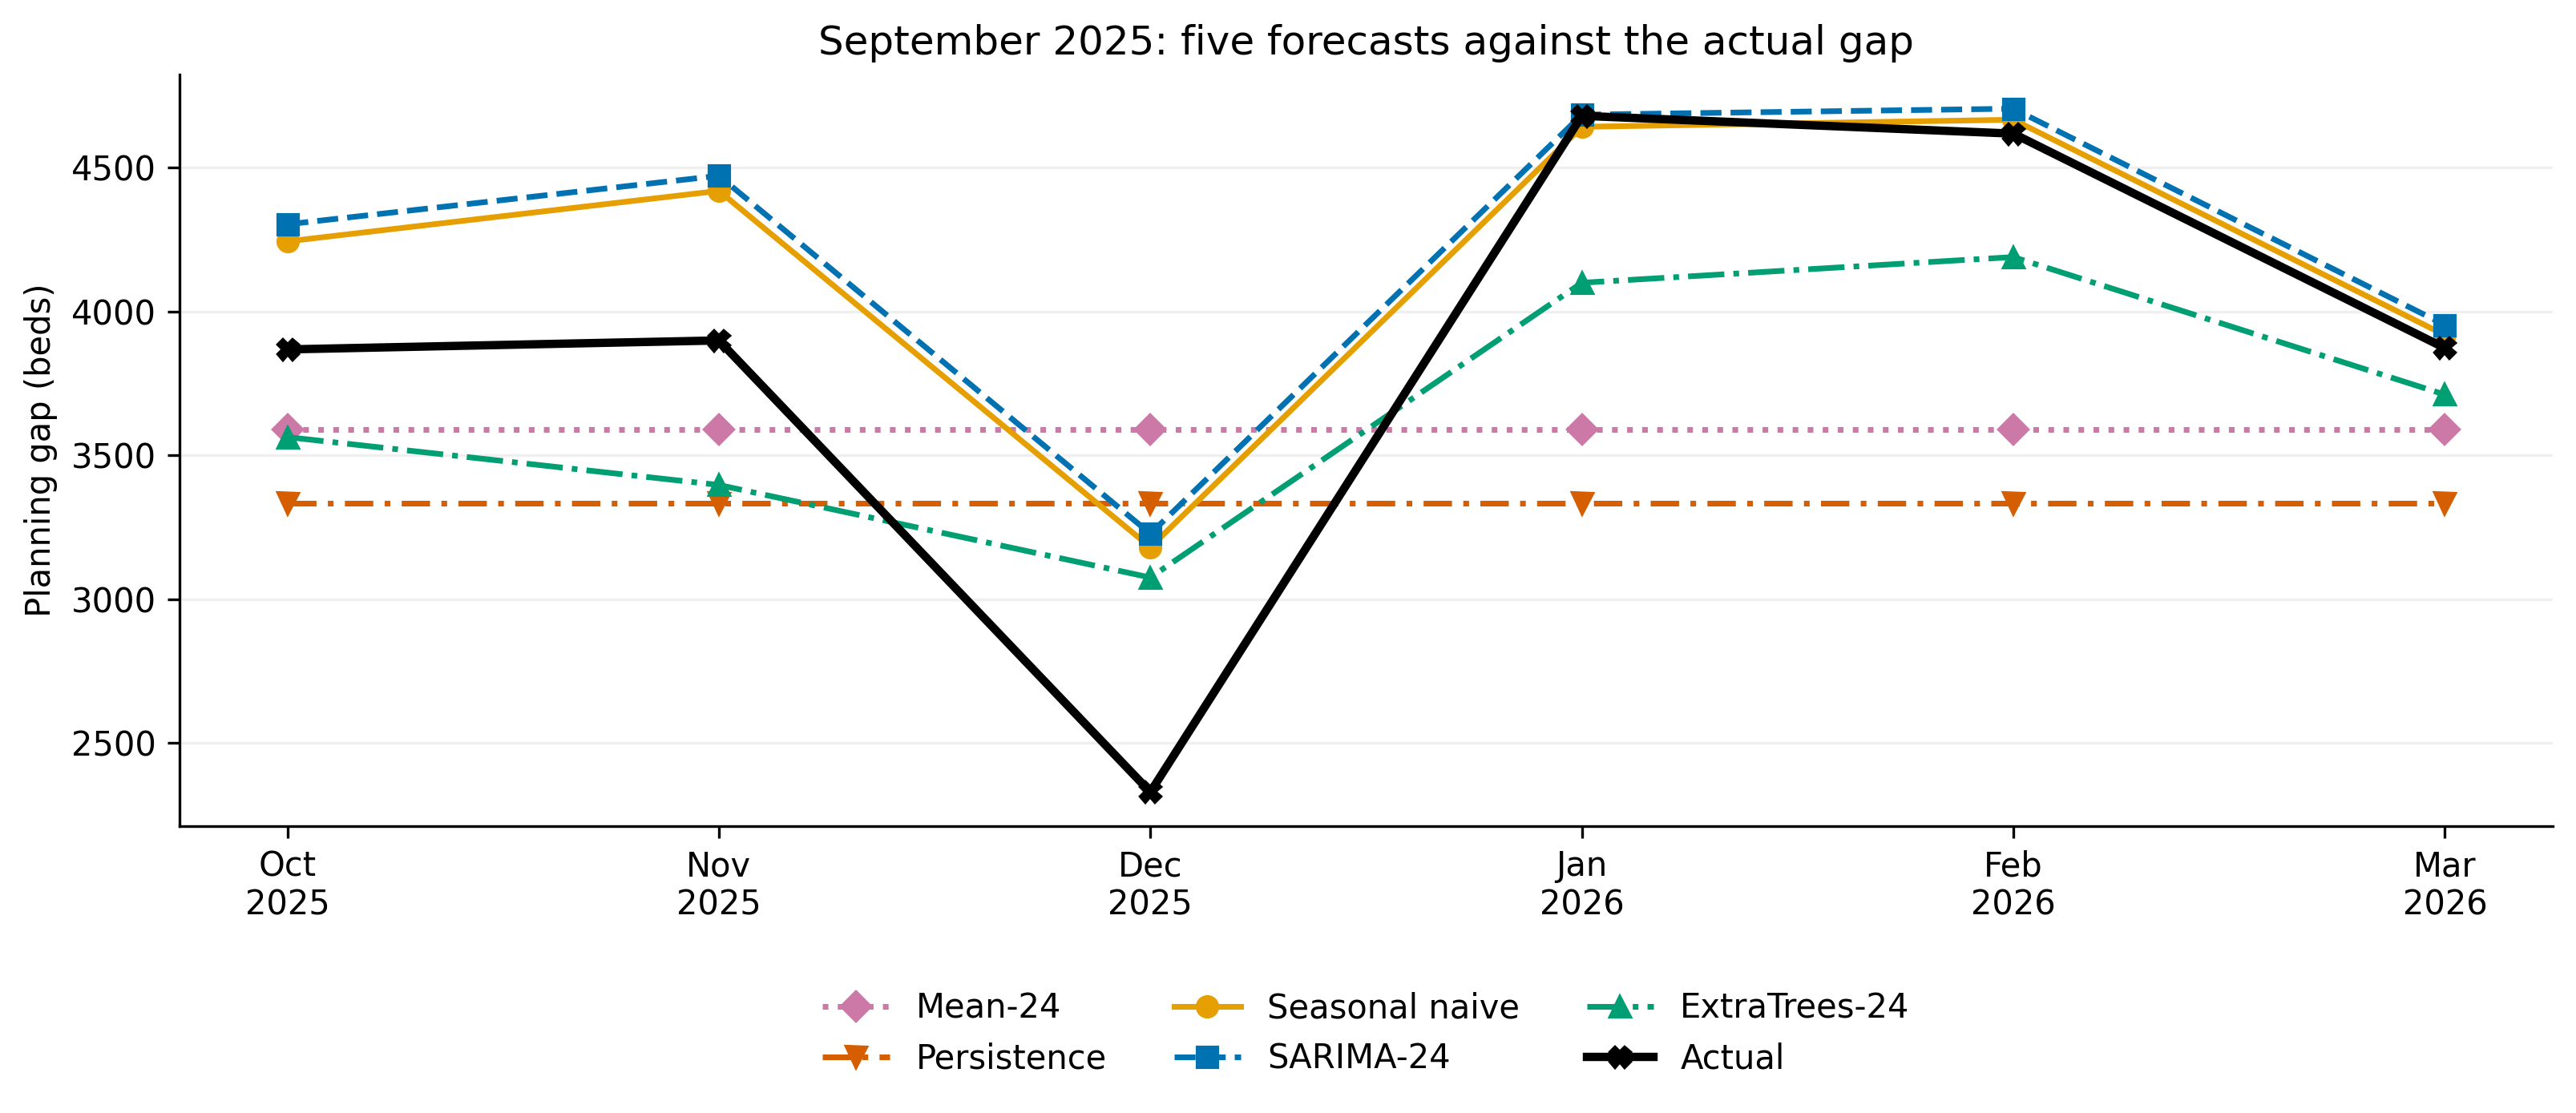 September 2025: five forecasts against the actual gap
Planning gap (beds)
4500
4000
3500
3000
2500
Oct
2025
Nov
2025
Dec
2025
Jan
2026
Feb
2026
Mar
2026
Mean-24
Persistence
Seasonal naive
SARIMA-24
ExtraTrees-24
Actual